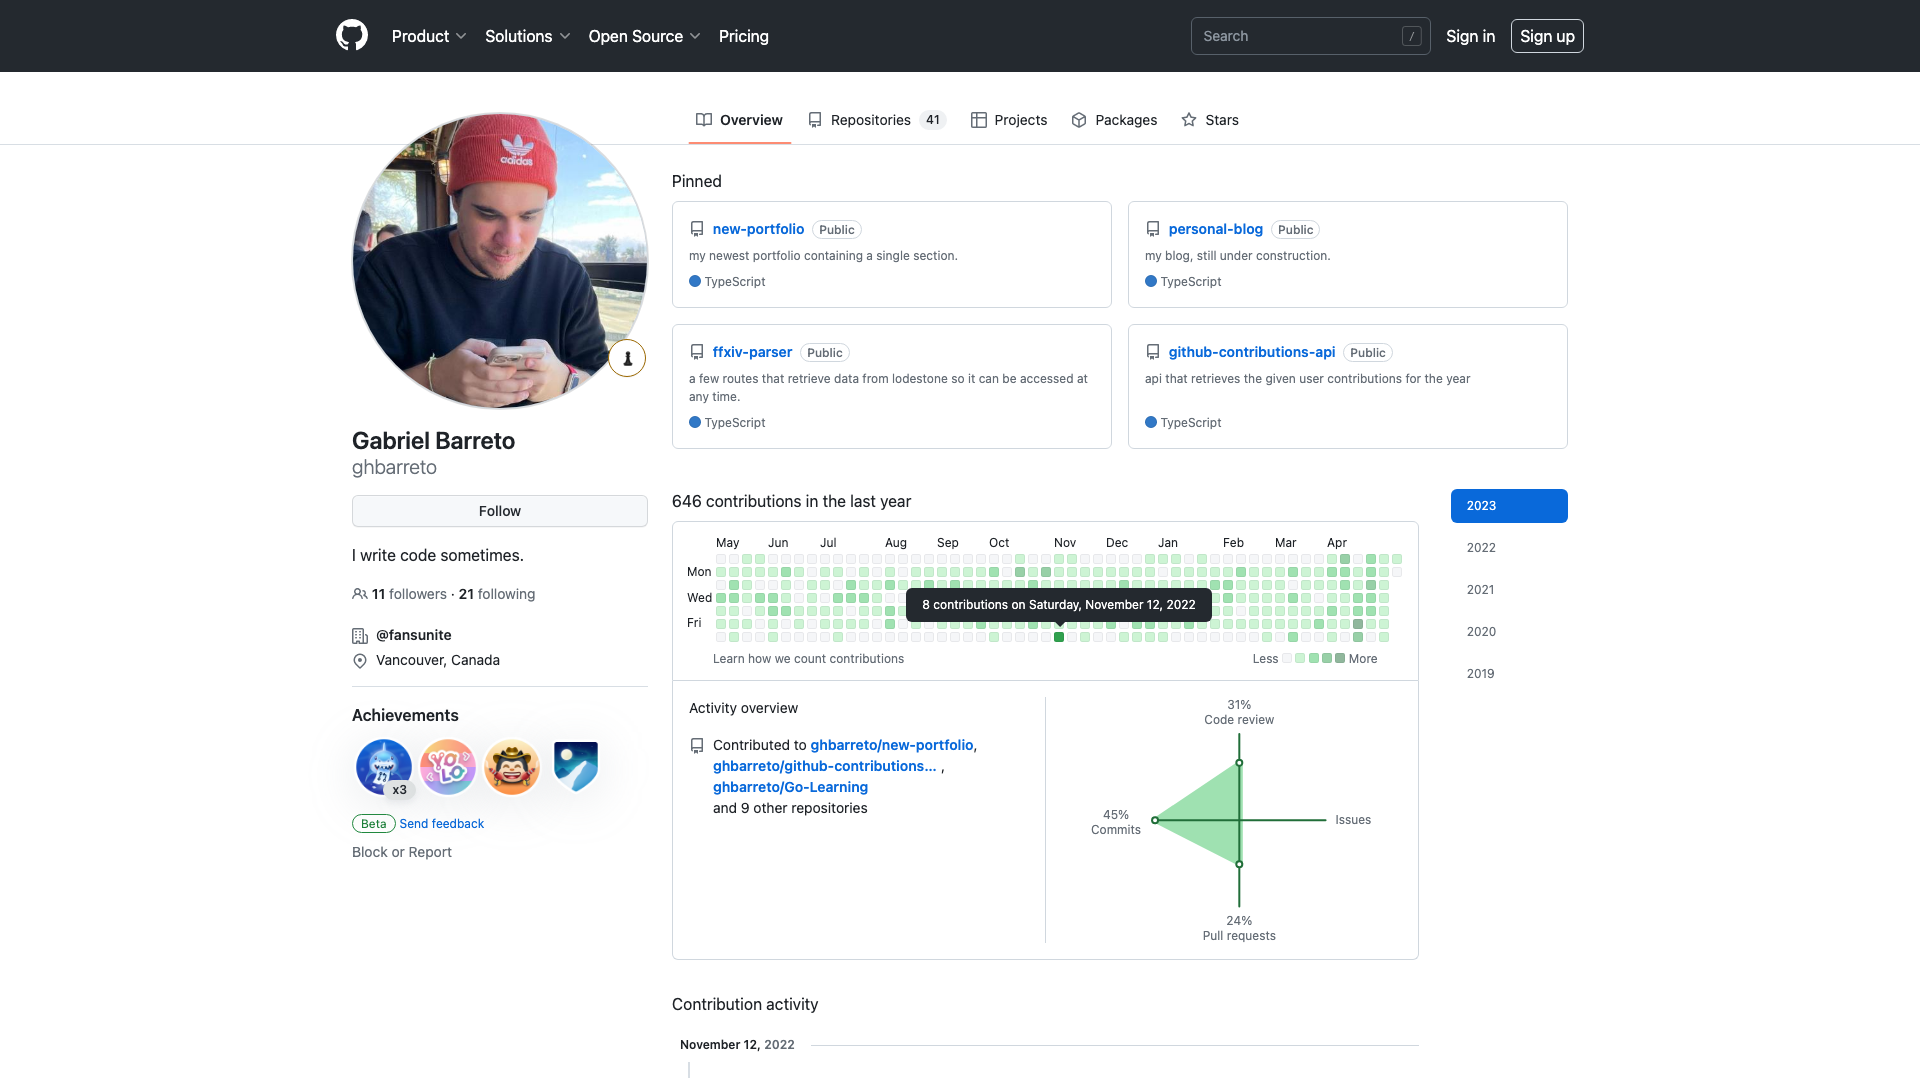 Product Solutions Open Source Pricing Search / Sign in Sign up
Overview Repositories 41 Projects Packages Stars
adidas
Gabriel Barreto
ghbarreto
Follow
I write code sometimes.
11 followers · 21 following
@fansunite
Vancouver, Canada
Achievements
YOLO
x3
Beta Send feedback
Block or Report
Pinned
new-portfolio Public
my newest portfolio containing a single section.
TypeScript
personal-blog Public
my blog, still under construction.
TypeScript
ffxiv-parser Public
a few routes that retrieve data from lodestone so it can be accessed at
any time.
TypeScript
github-contributions-api Public
api that retrieves the given user contributions for the year
TypeScript
646 contributions in the last year
May Jun Jul Aug Sep Oct Nov Dec Jan Feb Mar Apr
Mon
Wed
Fri
8 contributions on Saturday, November 12, 2022
Learn how we count contributions
Less More
2023
2022
2021
2020
2019
Activity overview
Contributed to ghbarreto/new-portfolio,
ghbarreto/github-contributions... ,
ghbarreto/Go-Learning
and 9 other repositories
31%
Code review
45%
Commits
Issues
24%
Pull requests
Contribution activity
November 12, 2022